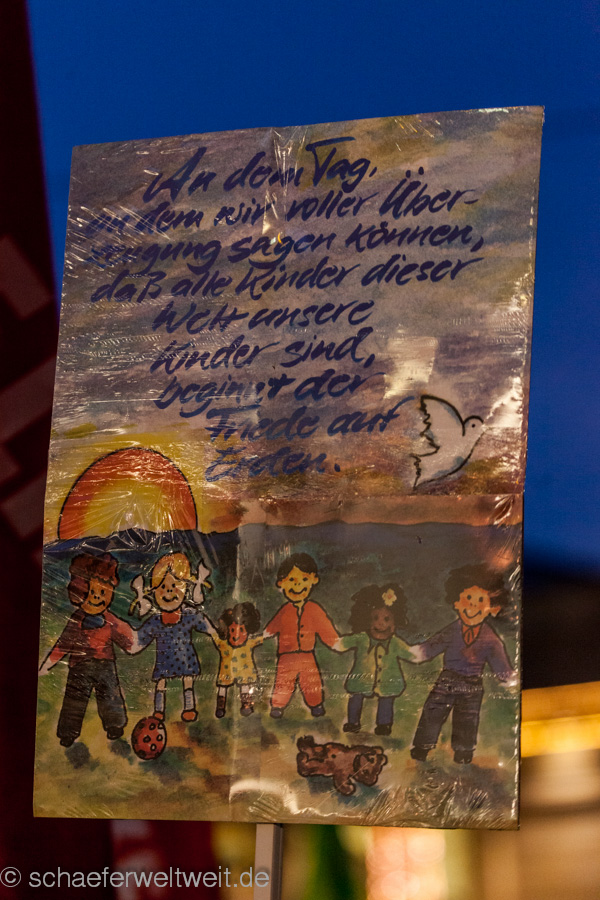 An dem Tag,
an dem wir voller Über-
zeugung sagen können,
daß alle Kinder dieser
Welt unsere
Kinder sind,
beginnt der
Friede auf
Erden.
© schaeferweltweit.de